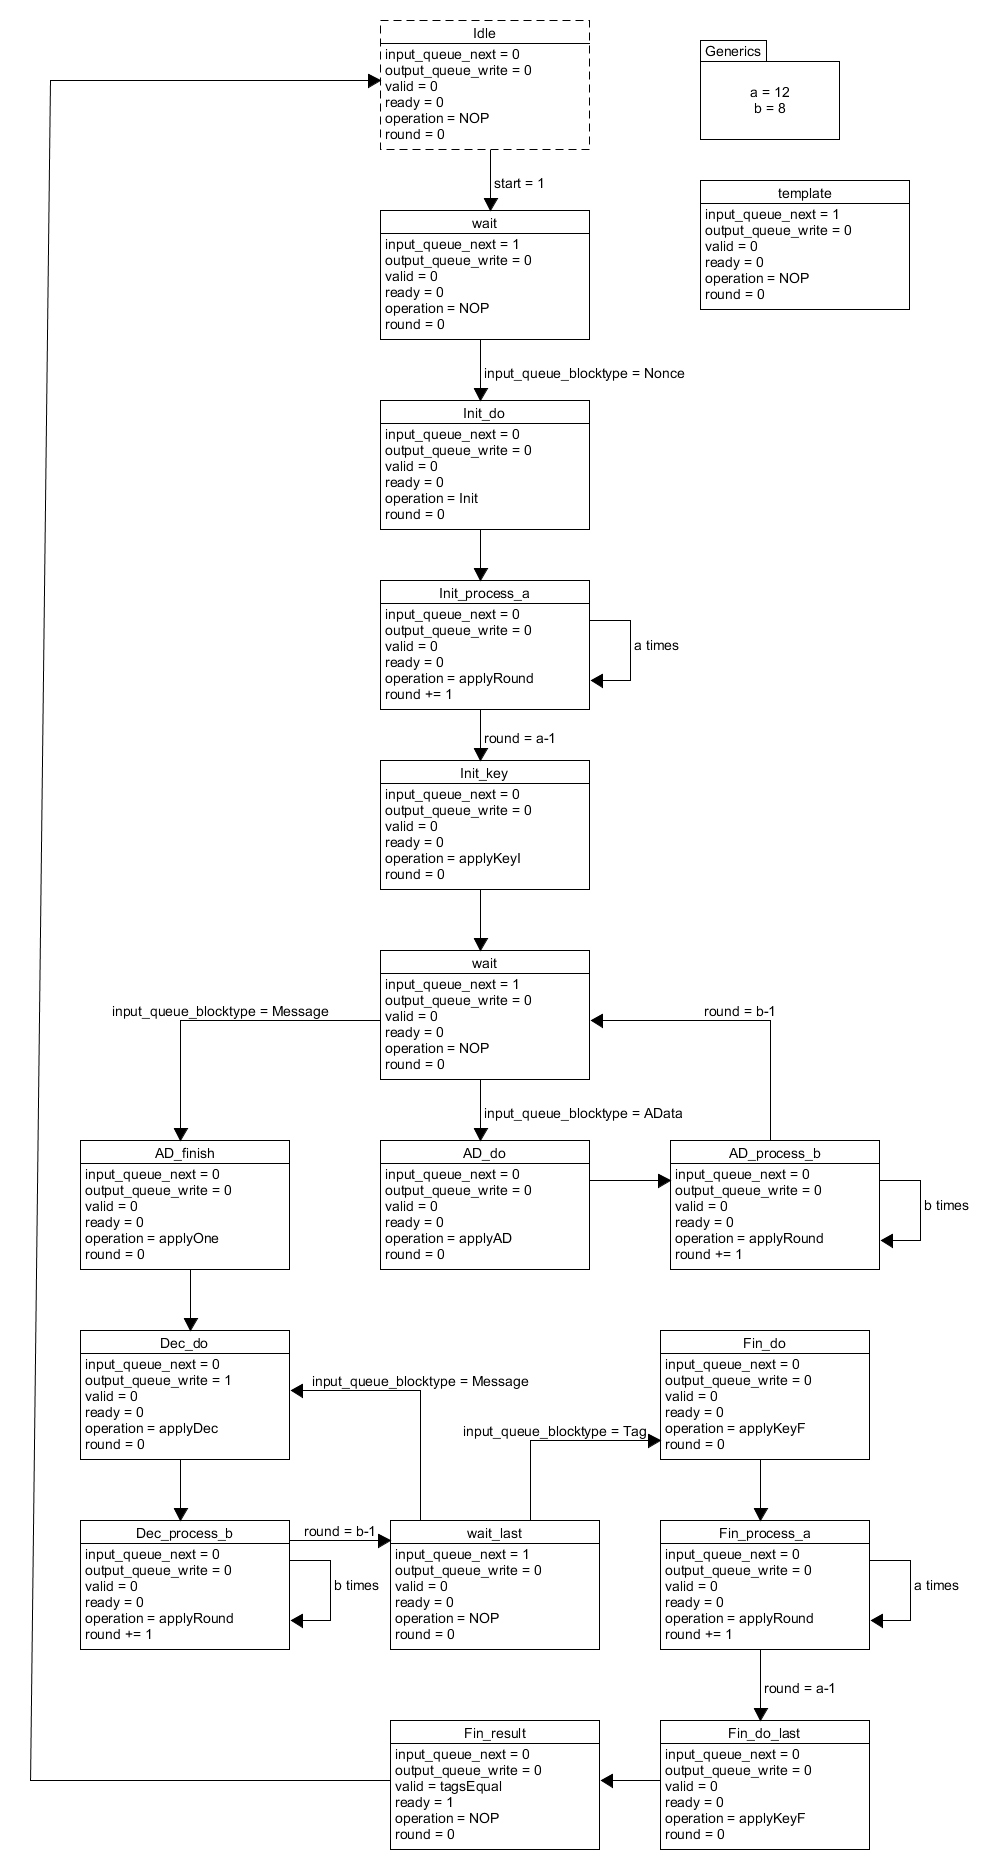 Idle
input_queue_next = 0
output_queue_write = 0
valid = 0
ready = 0
operation = NOP
round = 0
Generics
a = 12
b = 8
start = 1
template
input_queue_next = 1
output_queue_write = 0
valid = 0
ready = 0
operation = NOP
round = 0
wait
input_queue_next = 1
output_queue_write = 0
valid = 0
ready = 0
operation = NOP
round = 0
input_queue_blocktype = Nonce
Init_do
input_queue_next = 0
output_queue_write = 0
valid = 0
ready = 0
operation = Init
round = 0
Init_process_a
input_queue_next = 0
output_queue_write = 0
valid = 0
ready = 0
operation = applyRound
round += 1
a times
round = a-1
Init_key
input_queue_next = 0
output_queue_write = 0
valid = 0
ready = 0
operation = applyKeyI
round = 0
wait
input_queue_next = 1
output_queue_write = 0
valid = 0
ready = 0
operation = NOP
round = 0
input_queue_blocktype = Message
round = b-1
input_queue_blocktype = AData
AD_finish
input_queue_next = 0
output_queue_write = 0
valid = 0
ready = 0
operation = applyOne
round = 0
AD_do
input_queue_next = 0
output_queue_write = 0
valid = 0
ready = 0
operation = applyAD
round = 0
AD_process_b
input_queue_next = 0
output_queue_write = 0
valid = 0
ready = 0
operation = applyRound
round += 1
b times
Dec_do
input_queue_next = 0
output_queue_write = 1
valid = 0
ready = 0
operation = applyDec
round = 0
input_queue_blocktype = Message
input_queue_blocktype = Tag
Fin_do
input_queue_next = 0
output_queue_write = 0
valid = 0
ready = 0
operation = applyKeyF
round = 0
Dec_process_b
input_queue_next = 0
output_queue_write = 0
valid = 0
ready = 0
operation = applyRound
round += 1
round = b-1
b times
wait_last
input_queue_next = 1
output_queue_write = 0
valid = 0
ready = 0
operation = NOP
round = 0
Fin_process_a
input_queue_next = 0
output_queue_write = 0
valid = 0
ready = 0
operation = applyRound
round += 1
a times
round = a-1
Fin_result
input_queue_next = 0
output_queue_write = 0
valid = tagsEqual
ready = 1
operation = NOP
round = 0
Fin_do_last
input_queue_next = 0
output_queue_write = 0
valid = 0
ready = 0
operation = applyKeyF
round = 0